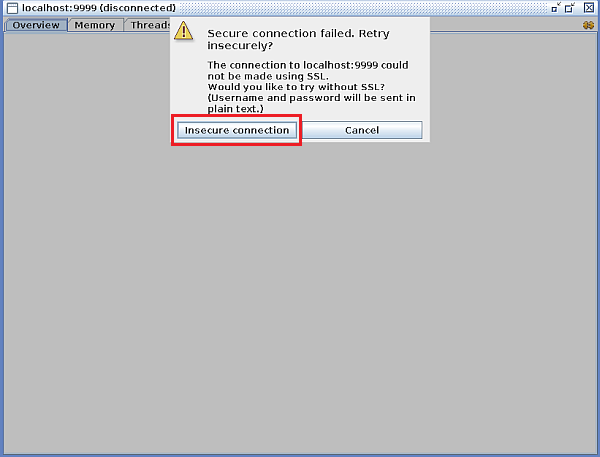 localhost:9999 (disconnected)
Overview Memory Threads
Secure connection failed. Retry
insecurely?
The connection to localhost:9999 could
not be made using SSL.
Would you like to try without SSL?
(Username and password will be sent in
plain text.)
Insecure connection Cancel